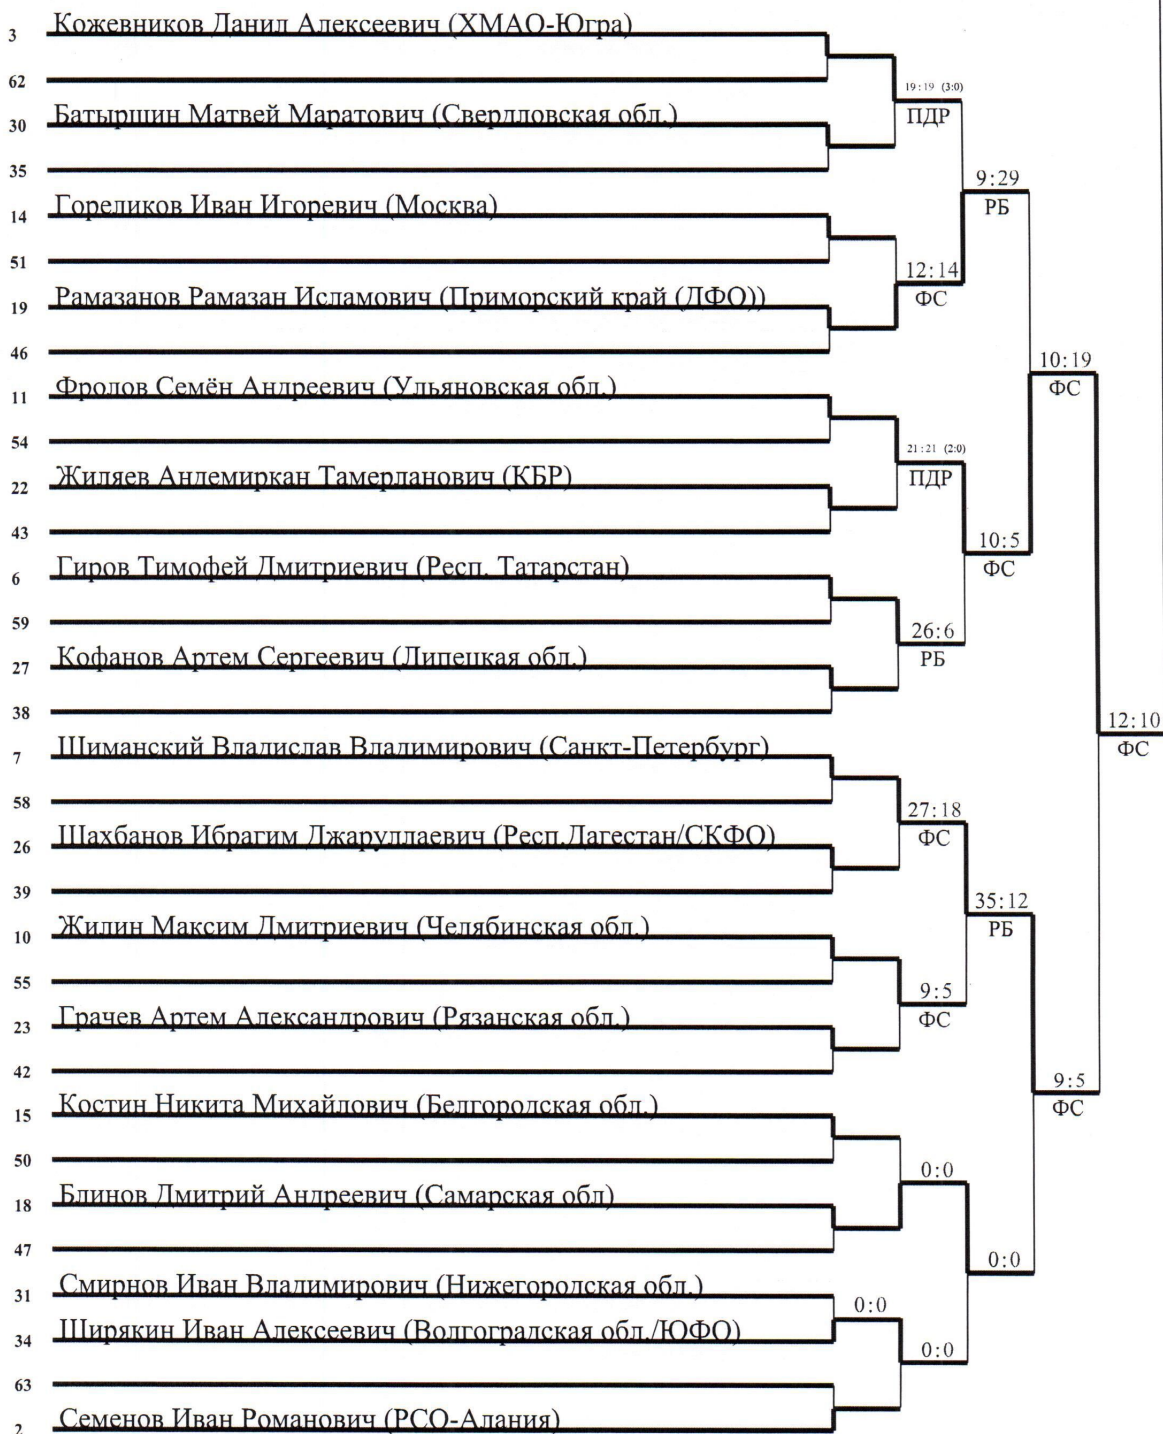 3 Кожевников Данил Алексеевич (ХМАО-Югра)
62
19:19 (3:0)
30 Батыршин Матвей Маратович (Свердловская обл.)
ПДР
35
9:29
14 Гореликов Иван Игоревич (Москва)
РБ
51
12:14
19 Рамазанов Рамазан Исламович (Приморский край (ДФО))
ФС
46
10:19
11 Фролов Семён Андреевич (Ульяновская обл.)
ФС
54
21:21 (2:0)
22 Жиляев Андемиркан Тамерланович (КБР)
ПДР
43
10:5
6 Гиров Тимофей Дмитриевич (Респ. Татарстан)
ФС
59
26:6
27 Кофанов Артем Сергеевич (Липецкая обл.)
РБ
38
12:10
7 Шиманский Владислав Владимирович (Санкт-Петербург)
ФС
58
27:18
26 Шахбанов Ибрагим Джаруллаевич (Респ.Дагестан/СКФО)
ФС
39
35:12
10 Жилин Максим Дмитриевич (Челябинская обл.)
РБ
55
9:5
23 Грачев Артем Александрович (Рязанская обл.)
ФС
42
9:5
15 Костин Никита Михайлович (Белгородская обл.)
ФС
50
0:0
18 Блинов Дмитрий Андреевич (Самарская обл)
47
0:0
31 Смирнов Иван Владимирович (Нижегородская обл.)
0:0
34 Ширякин Иван Алексеевич (Волгоградская обл./ЮФО)
0:0
63
2 Семенов Иван Романович (РСО-Алания)